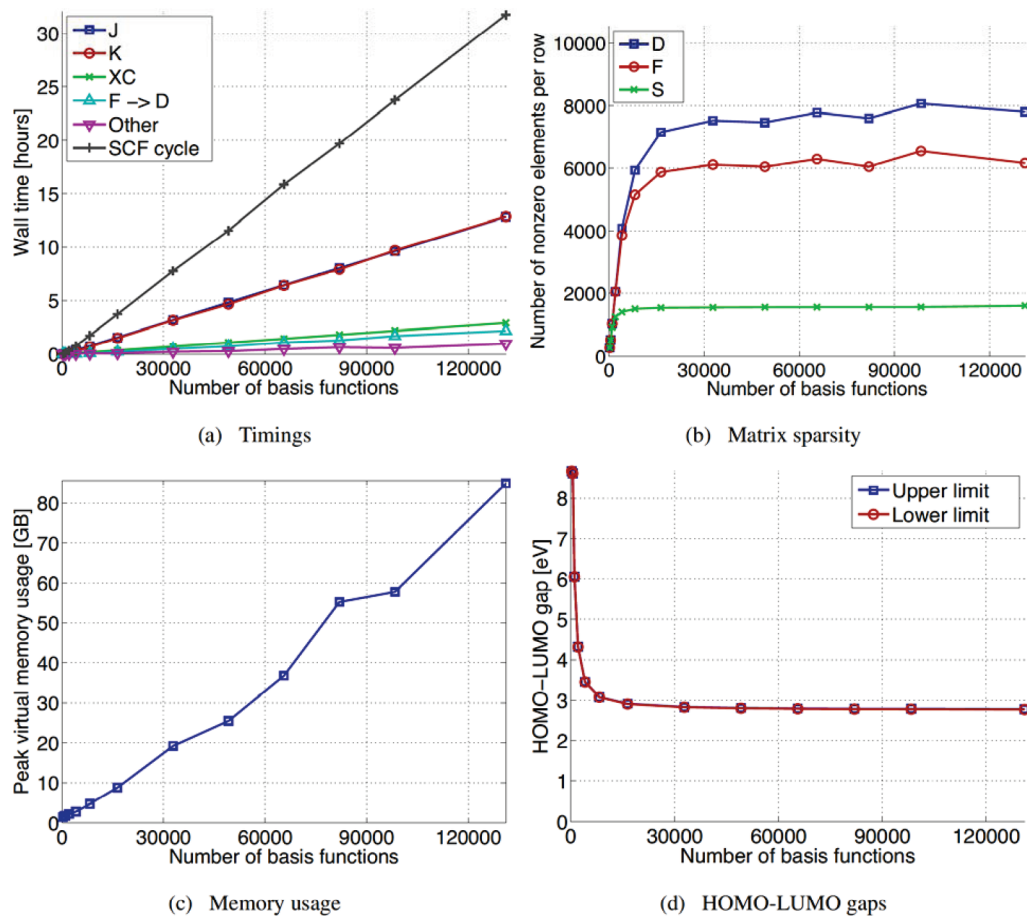 J
K
XC
F -> D
Other
SCF cycle
Wall time [hours]
30
25
20
15
10
5
0
0 30000 60000 90000 120000
Number of basis functions
(a) Timings
D
F
S
Number of nonzero elements per row
10000
8000
6000
4000
2000
0
0 30000 60000 90000 120000
Number of basis functions
(b) Matrix sparsity
Peak virtual memory usage [GB]
80
70
60
50
40
30
20
10
0
0 30000 60000 90000 120000
Number of basis functions
(c) Memory usage
Upper limit
Lower limit
HOMO-LUMO gap [eV]
8
7
6
5
4
3
2
1
0
0 30000 60000 90000 120000
Number of basis functions
(d) HOMO-LUMO gaps